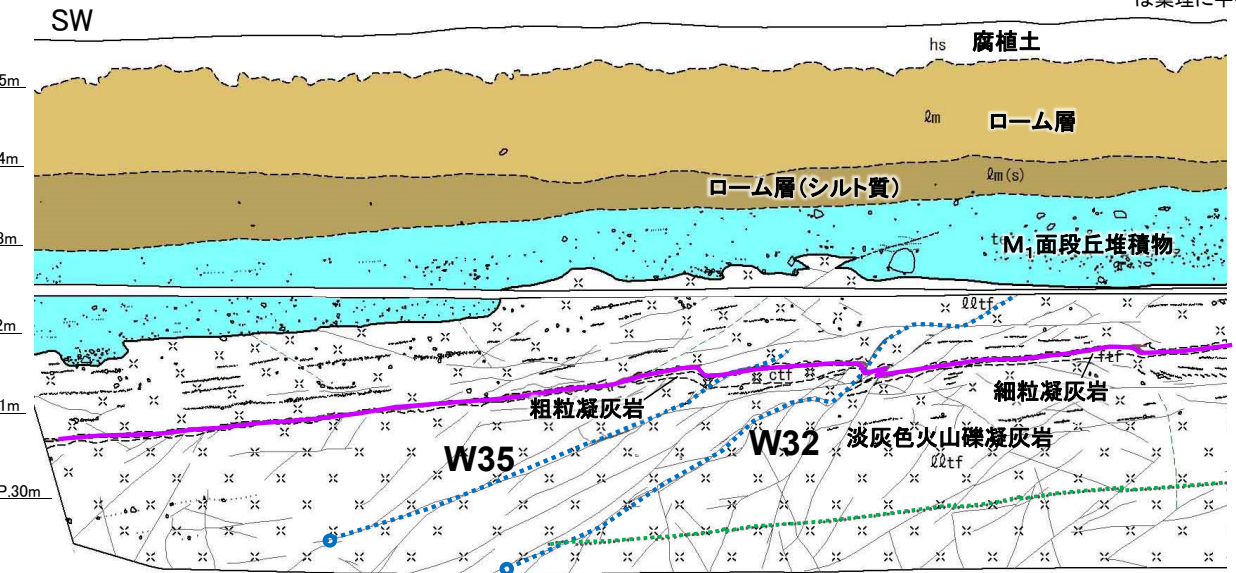 SW
hs 腐植土
5m
ℓm ローム層
4m
ローム層(シルト質) ℓm(s)
3m
M₁面段丘堆積物
ℓℓtf
2m
ctf
ftf
粗粒凝灰岩
細粒凝灰岩
1m
W35
W32
淡灰色火山礫凝灰岩
ℓℓtf
P.30m